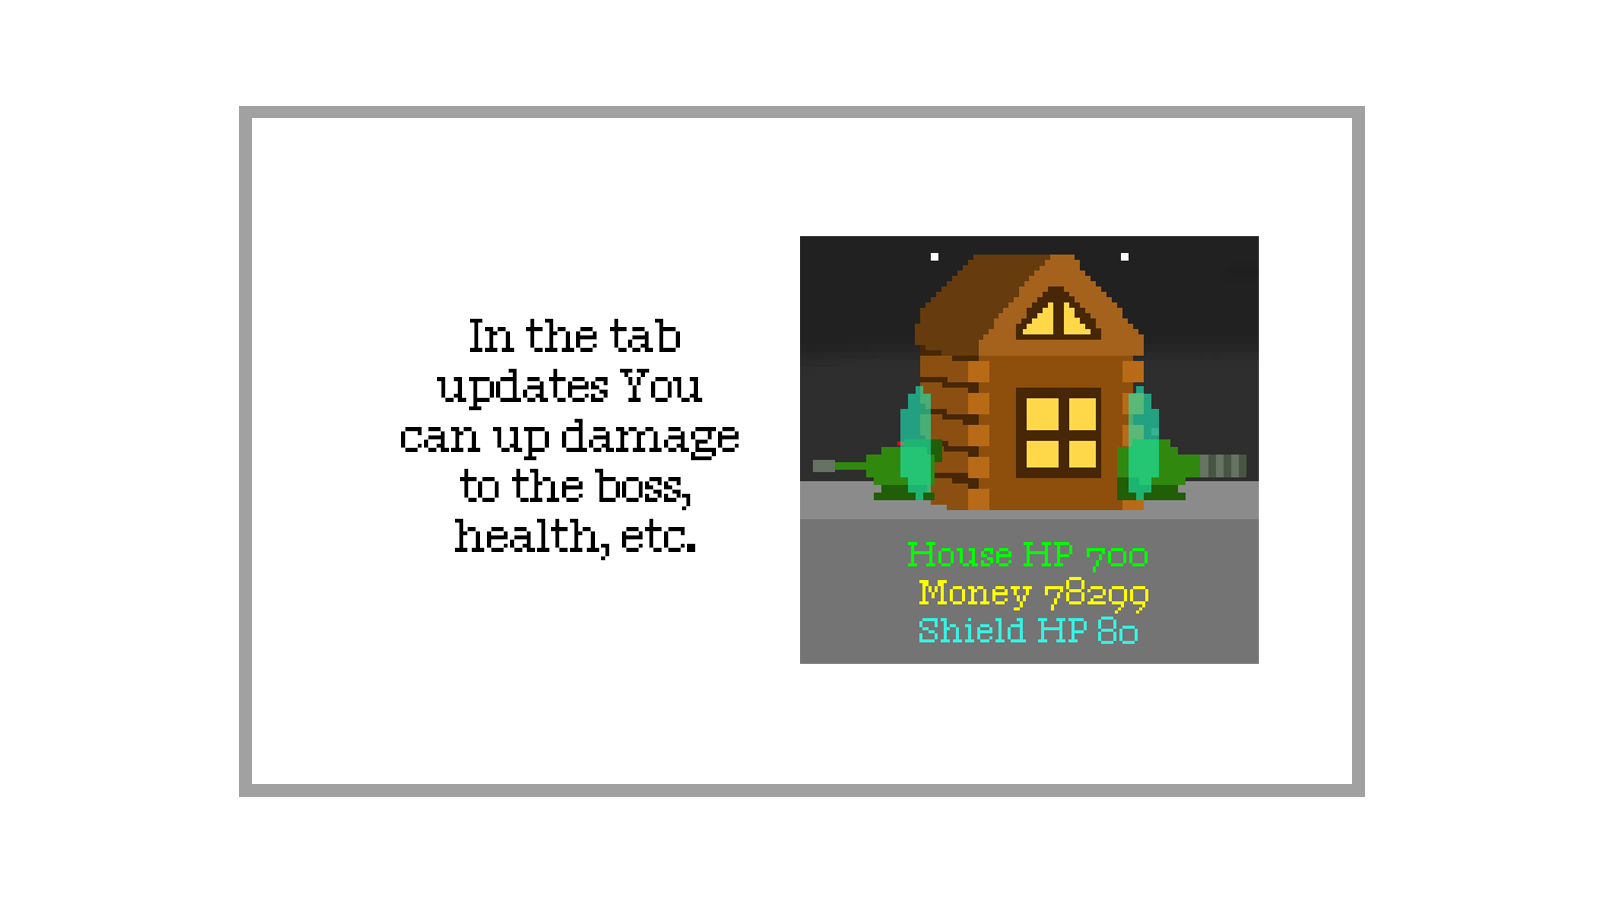 In the tab
updates You
can up damage
to the boss,
health, etc.
House HP 700
Money 78299
Shield HP 80